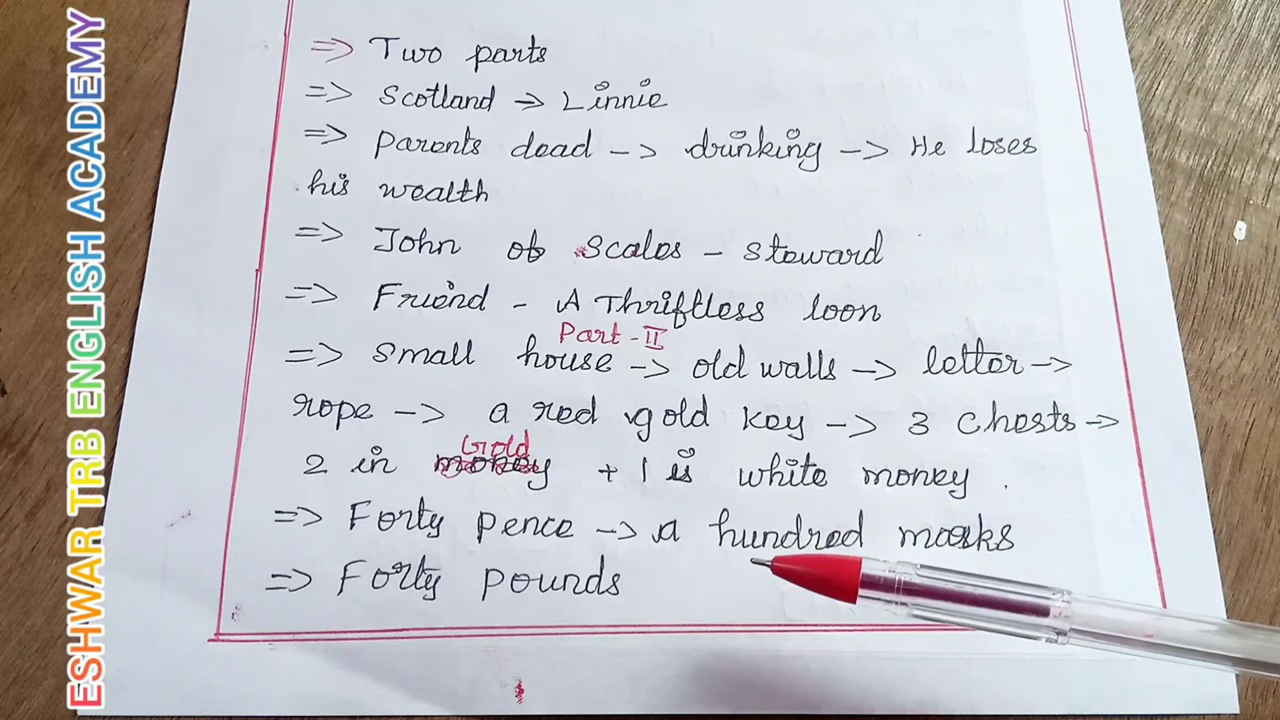 ESHWAR TRB ENGLISH ACADEMY
=> Two parts
=> Scotland -> Linnie
=> Parents dead -> drinking -> He loses
his wealth
=> John of Scales - Steward
=> Friend - A Thriftless loon
Part - II
=> Small house -> old walls -> letter ->
rope -> a red gold key -> 3 Chests ->
Gold
2 in money + 1 is white money .
=> Forty pence -> a hundred marks
=> Forty pounds